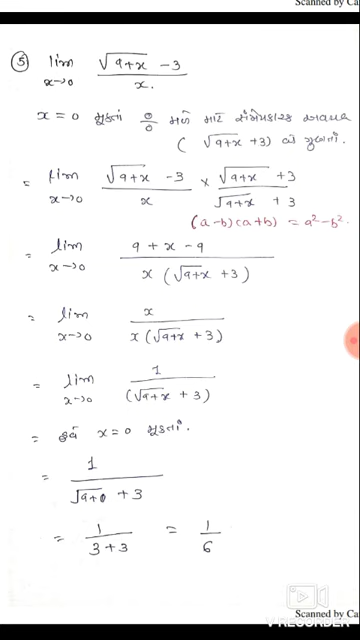 Scanned by Ca
⑤ lim x→0 (√9+x - 3) / x.
x = 0 મૂકતાં 0/0 મળે માટે
( √9+x +3) વડે ગુણતાં
= lim x→0 (√9+x - 3) / x × (√9+x + 3) / (√9+x + 3)
(a-b)(a+b) = a² - b²
= lim x→0 (9 + x - 9) / x (√9+x + 3)
= lim x→0 x / x (√9+x + 3)
= lim x→0 1 / (√9+x + 3)
= હવે x = 0 મૂકતાં.
= 1 / (√9+0 + 3)
= 1 / (3+3) = 1/6
V RECORDER
Scanned by Ca